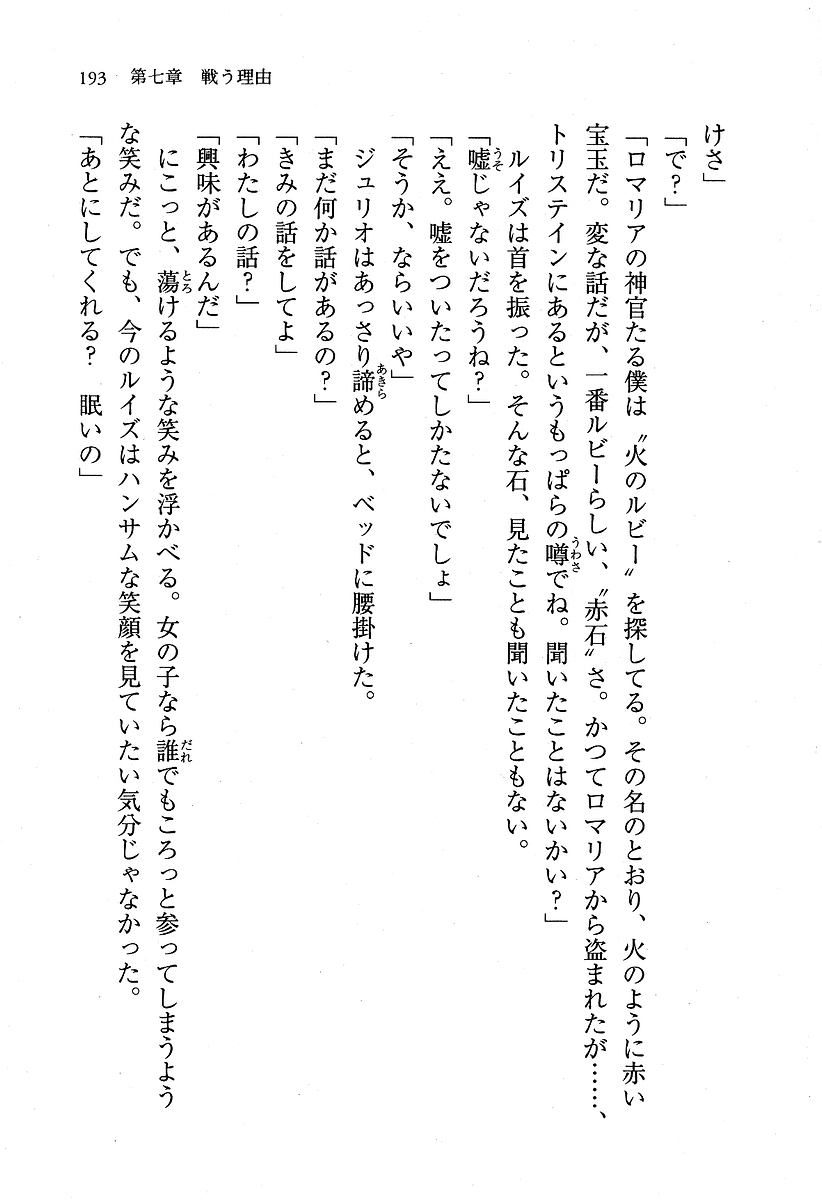 193　第七章　戦う理由
けさ」
「で？」
「ロマリアの神官たる僕は〝火のルビー〟を探してる。その名のとおり、火のように赤い
宝玉だ。変な話だが、一番ルビーらしい、〝赤石〟さ。かつてロマリアから盗まれたが……、
トリステインにあるというもっぱらの噂でね。聞いたことはないかい？」
　ルイズは首を振った。そんな石、見たことも聞いたこともない。
「嘘じゃないだろうね？」
「ええ。嘘をついたってしかたないでしょ」
「そうか、ならいいや」
　ジュリオはあっさり諦めると、ベッドに腰掛けた。
「まだ何か話があるの？」
「きみの話をしてよ」
「わたしの話？」
「興味があるんだ」
　にこっと、蕩けるような笑みを浮かべる。女の子なら誰でもころっと参ってしまうよう
な笑みだ。でも、今のルイズはハンサムな笑顔を見ていたい気分じゃなかった。
「あとにしてくれる？　眠いの」